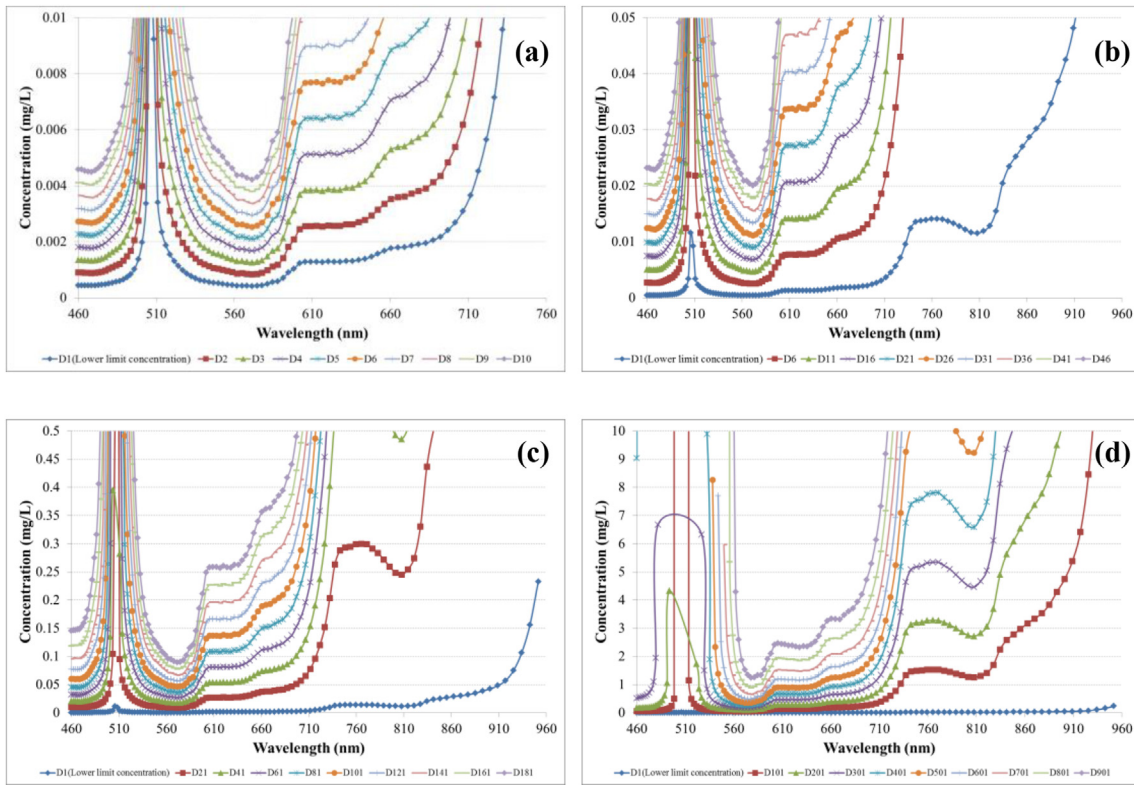 (a)
Concentration (mg/L)
0.01
0.008
0.006
0.004
0.002
0
460 510 560 610 660 710 760
Wavelength (nm)
D1(Lower limit concentration) D2 D3 D4 D5 D6 D7 D8 D9 D10
(b)
Concentration (mg/L)
0.05
0.04
0.03
0.02
0.01
0
460 510 560 610 660 710 760 810 860 910 960
Wavelength (nm)
D1(Lower limit concentration) D6 D11 D16 D21 D26 D31 D36 D41 D46
(c)
Concentration (mg/L)
0.5
0.45
0.4
0.35
0.3
0.25
0.2
0.15
0.1
0.05
0
460 510 560 610 660 710 760 810 860 910 960
Wavelength (nm)
D1(Lower limit concentration) D21 D41 D61 D81 D101 D121 D141 D161 D181
(d)
Concentration (mg/L)
10
9
8
7
6
5
4
3
2
1
0
460 510 560 610 660 710 760 810 860 910 960
Wavelength (nm)
D1(Lower limit concentration) D101 D201 D301 D401 D501 D601 D701 D801 D901